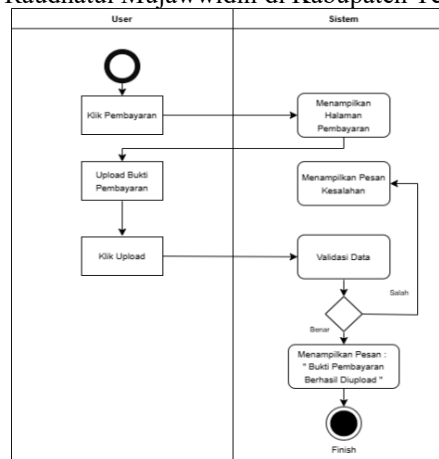 Raudhatul Mujawwidin di Kabupaten Te
User
Sistem
Klik Pembayaran
Menampilkan
Halaman
Pembayaran
Upload Bukti
Pembayaran
Menampilkan Pesan
Kesalahan
Klik Upload
Validasi Data
Salah
Benar
Menampilkan Pesan :
" Bukti Pembayaran
Berhasil Diupload "
Finish